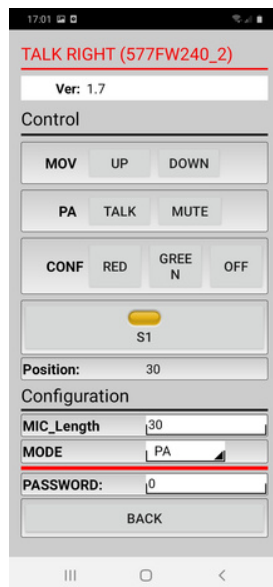 17:01
TALK RIGHT (577FW240_2)
Ver: 1.7
Control
MOV UP DOWN
PA TALK MUTE
CONF RED GREE
N OFF
S1
Position: 30
Configuration
MIC_Length 30
MODE PA
PASSWORD: 0
BACK